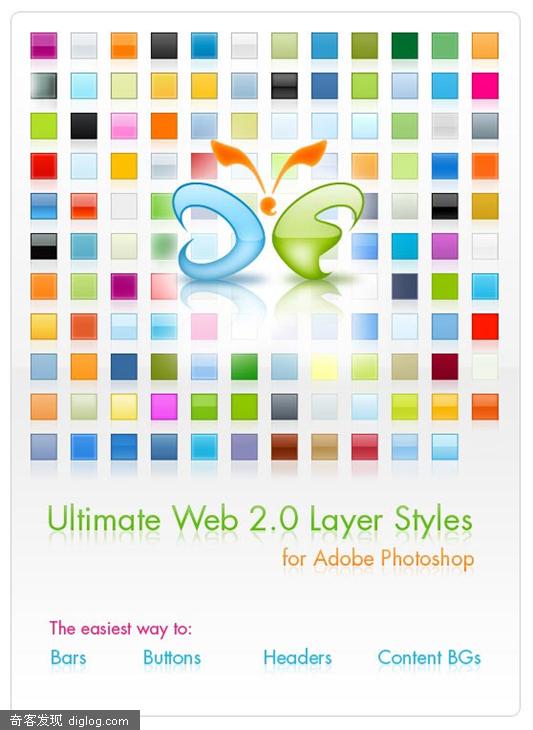 Ultimate Web 2.0 Layer Styles
for Adobe Photoshop
The easiest way to:
Bars Buttons Headers Content BGs
奇客发现 diglog.com